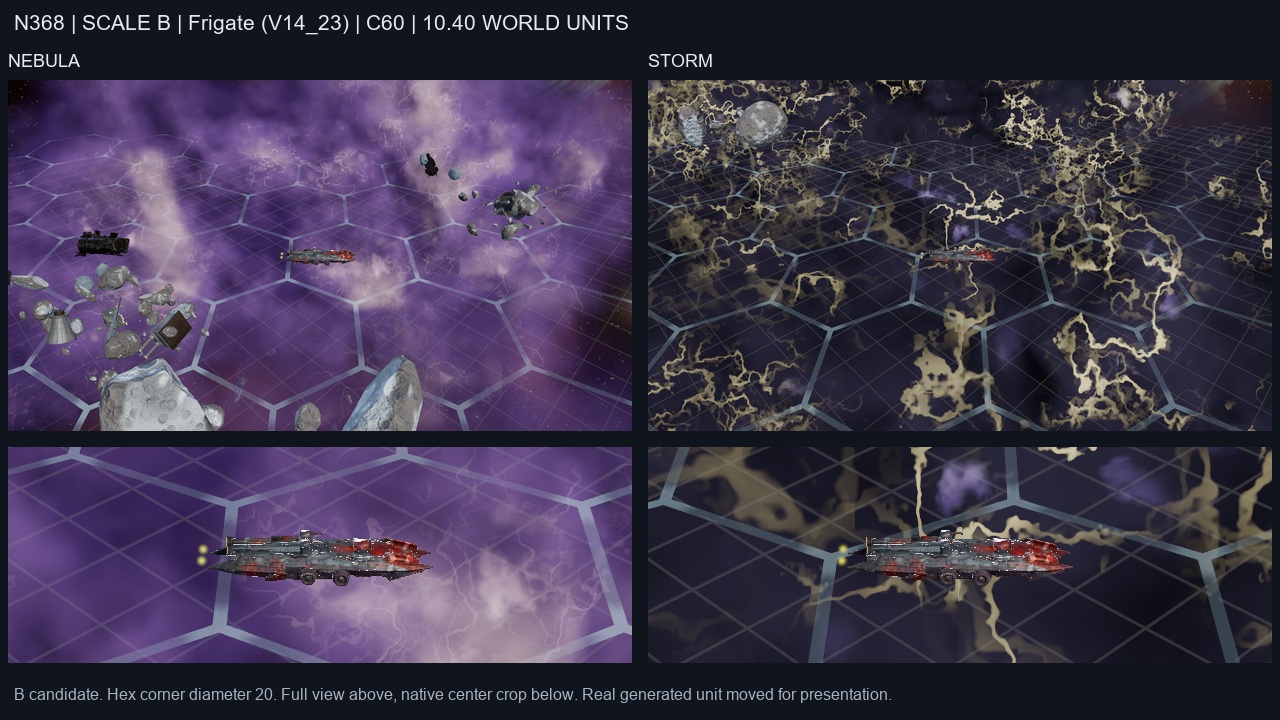 N368 | SCALE B | Frigate (V14_23) | C60 | 10.40 WORLD UNITS
NEBULA
STORM
B candidate. Hex corner diameter 20. Full view above, native center crop below. Real generated unit moved for presentation.